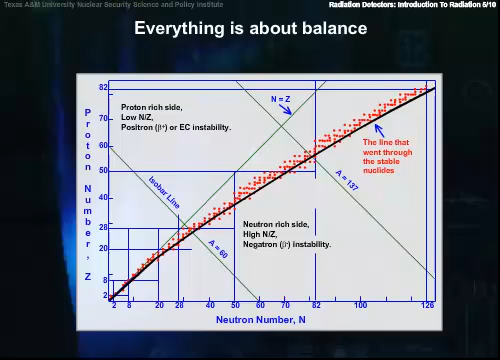 Texas A&M University Nuclear Security Science and Policy Institute
Radiation Detectors: Introduction To Radiation 5/10
Everything is about balance
82
70
60
50
40
28
20
8
2
Proton Number, Z
Proton rich side,
Low N/Z,
Positron (β+) or EC instability.
N = Z
The line that
went through
the stable
nuclides
A = 137
Isobar Line
A = 60
Neutron rich side,
High N/Z,
Negatron (β-) instability.
2 8 20 28 40 50 60 70 82 100 126
Neutron Number, N